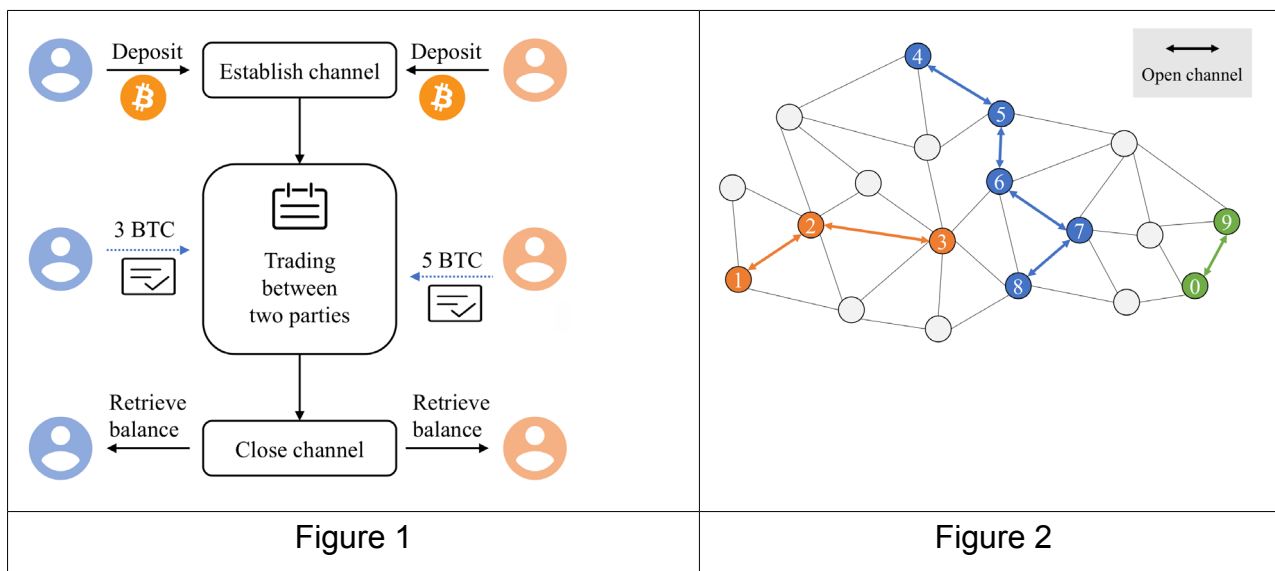 Deposit
Establish channel
Deposit
3 BTC
Trading
between
two parties
5 BTC
Retrieve
balance
Close channel
Retrieve
balance
Figure 1
4
5
6
7
8
2
3
1
9
0
Open channel
Figure 2